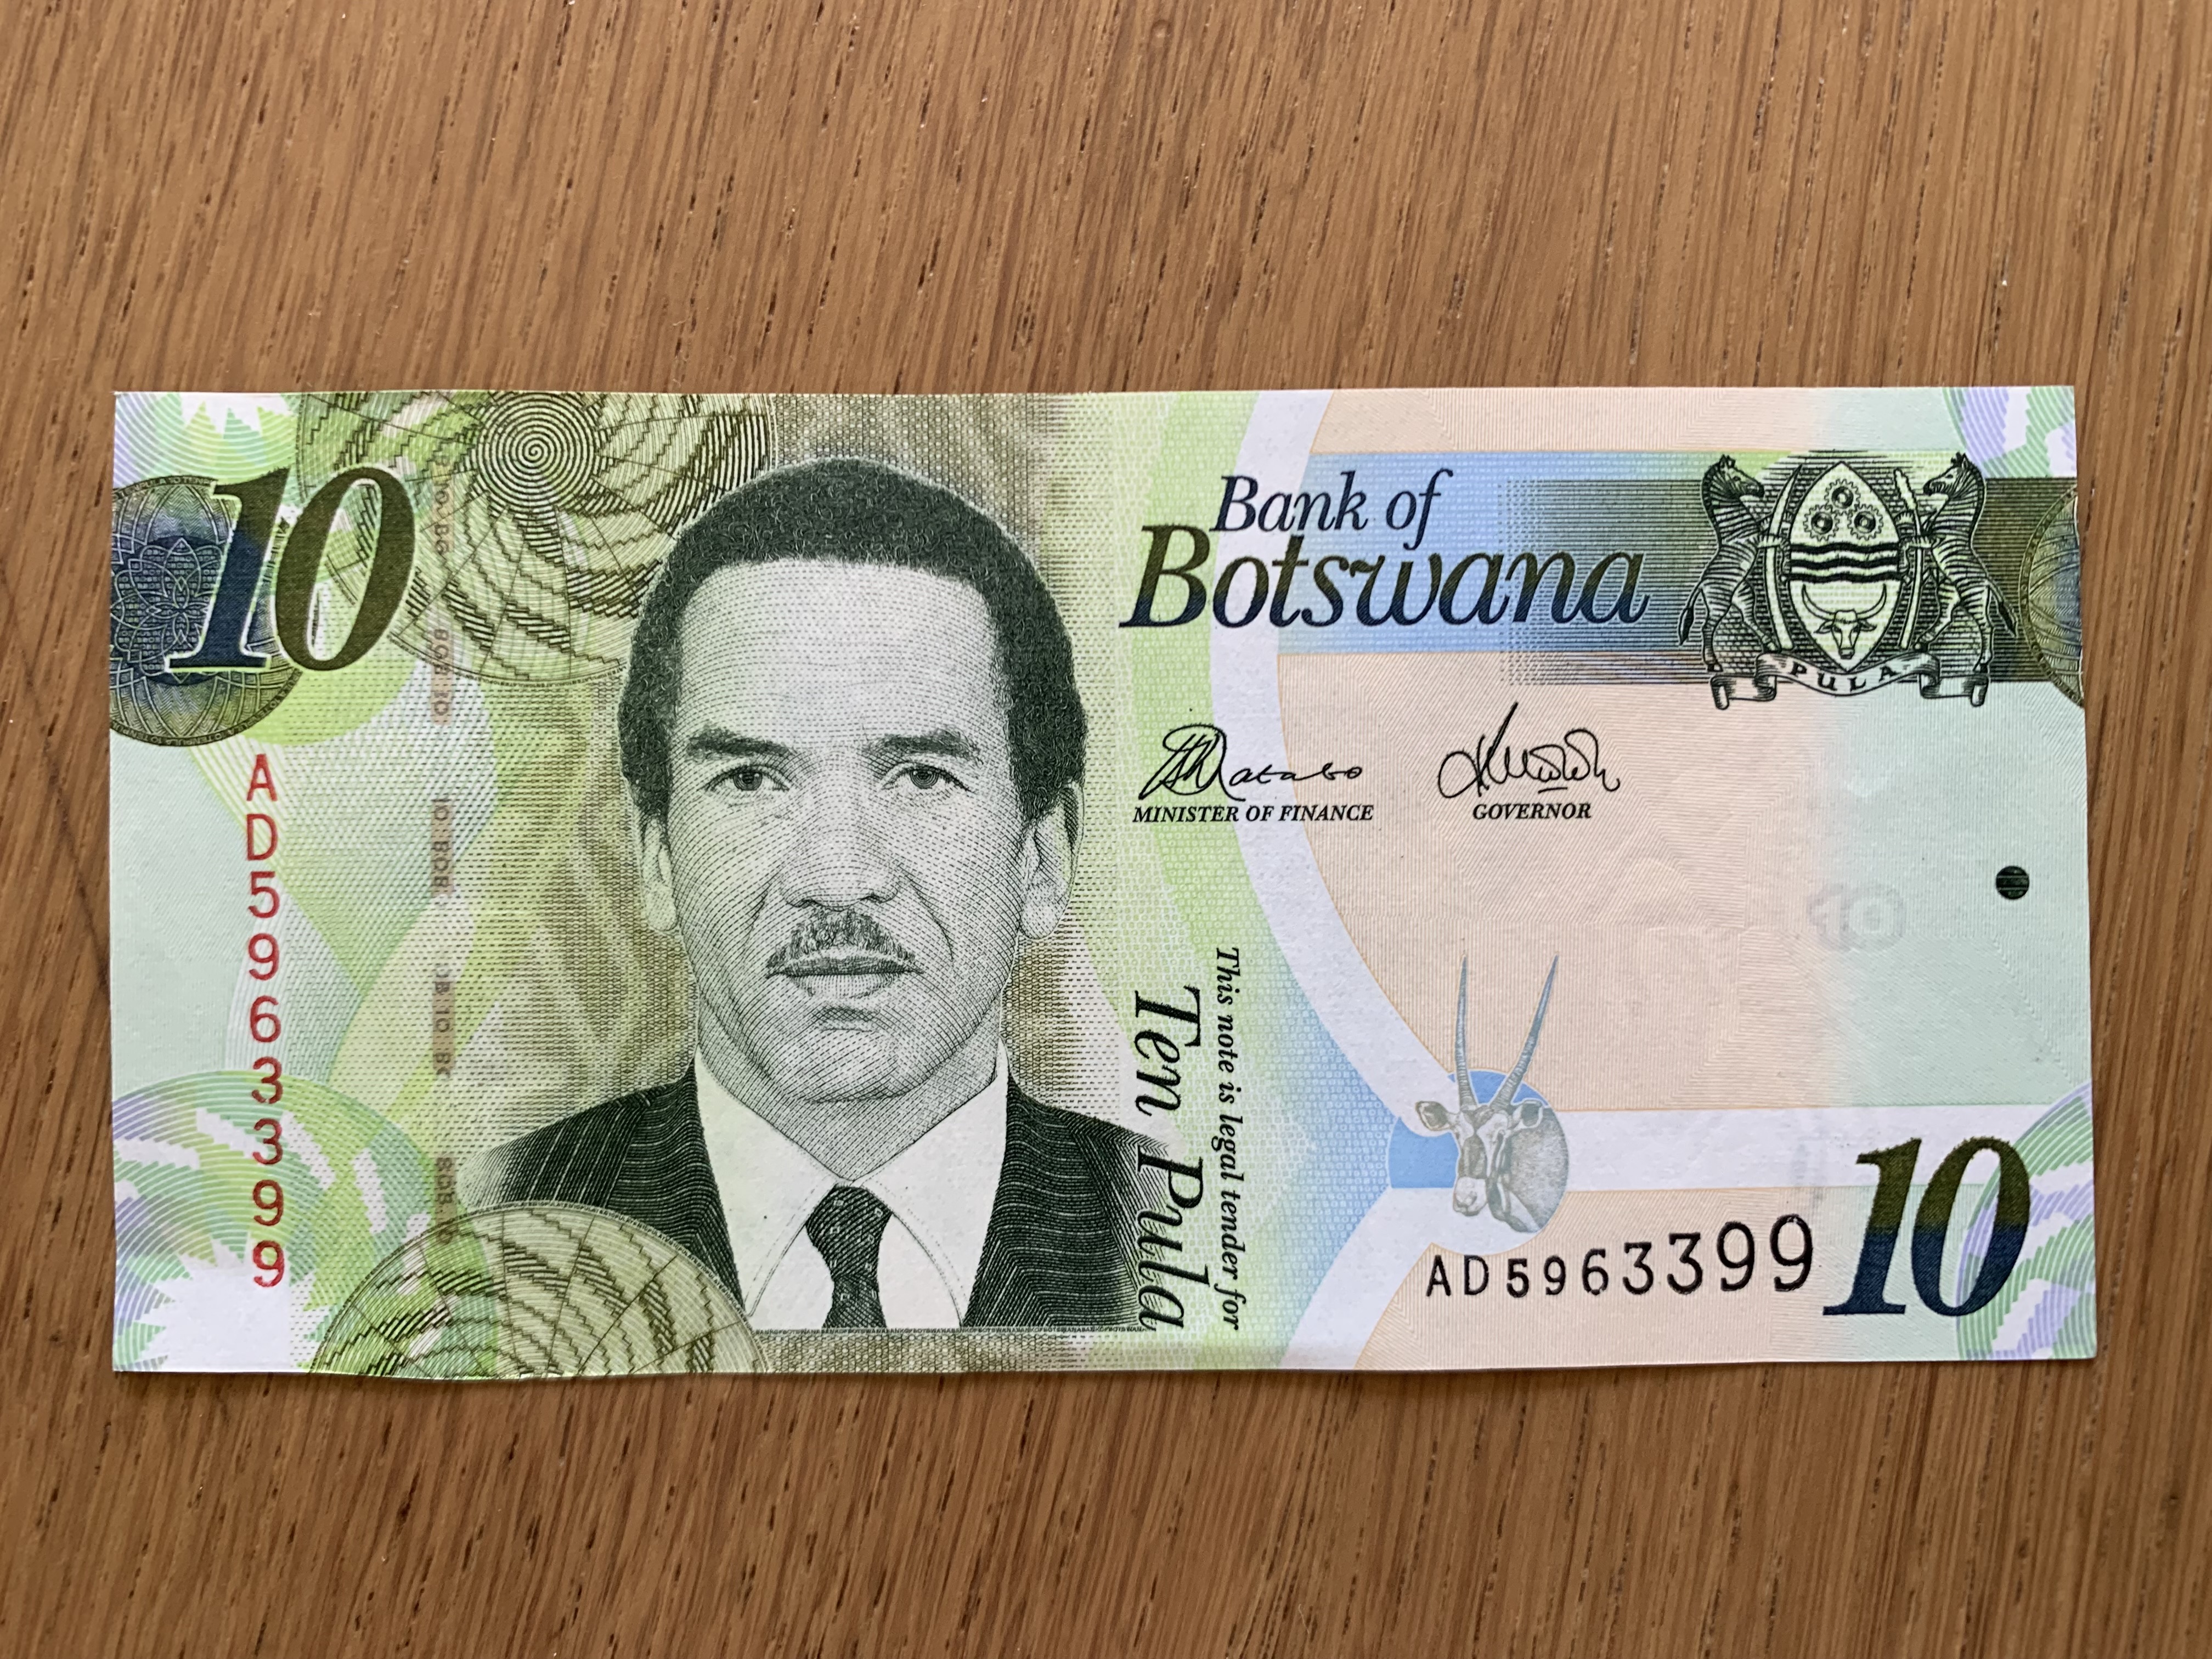 10
Bank of
Botswana
PULA
AD5963399
MINISTER OF FINANCE
GOVERNOR
10
This note is legal tender for
Ten Pula
AD5963399
10